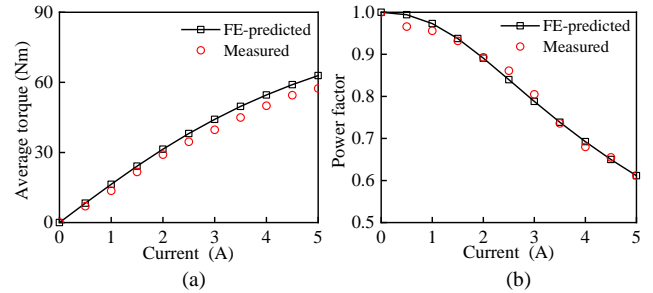 FE-predicted
Measured
Average torque (Nm)
90
60
30
0
0 1 2 3 4 5
Current (A)
(a)
FE-predicted
Measured
Power factor
1.0
0.9
0.8
0.7
0.6
0.5
0 1 2 3 4 5
Current (A)
(b)